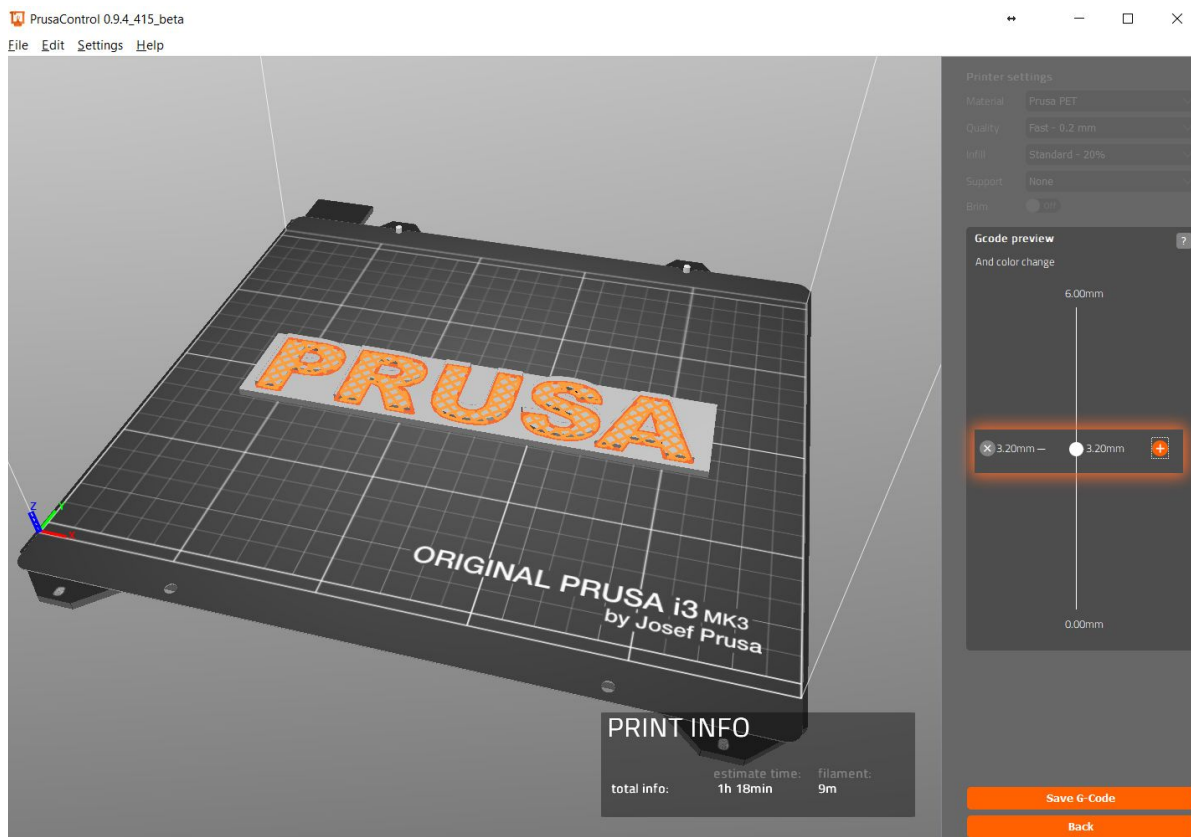 PrusaControl 0.9.4_415_beta
File Edit Settings Help
Printer settings
Material Prusa PET
Quality Fast - 0.2 mm
Infill Standard - 20%
Support None
Brim Off
Gcode preview ?
And color change
6.00mm
3.20mm — 3.20mm
0.00mm
PRUSA
Z Y X
ORIGINAL PRUSA i3 MK3
by Josef Prusa
PRINT INFO
estimate time: filament:
total info: 1h 18min 9m
Save G-Code
Back